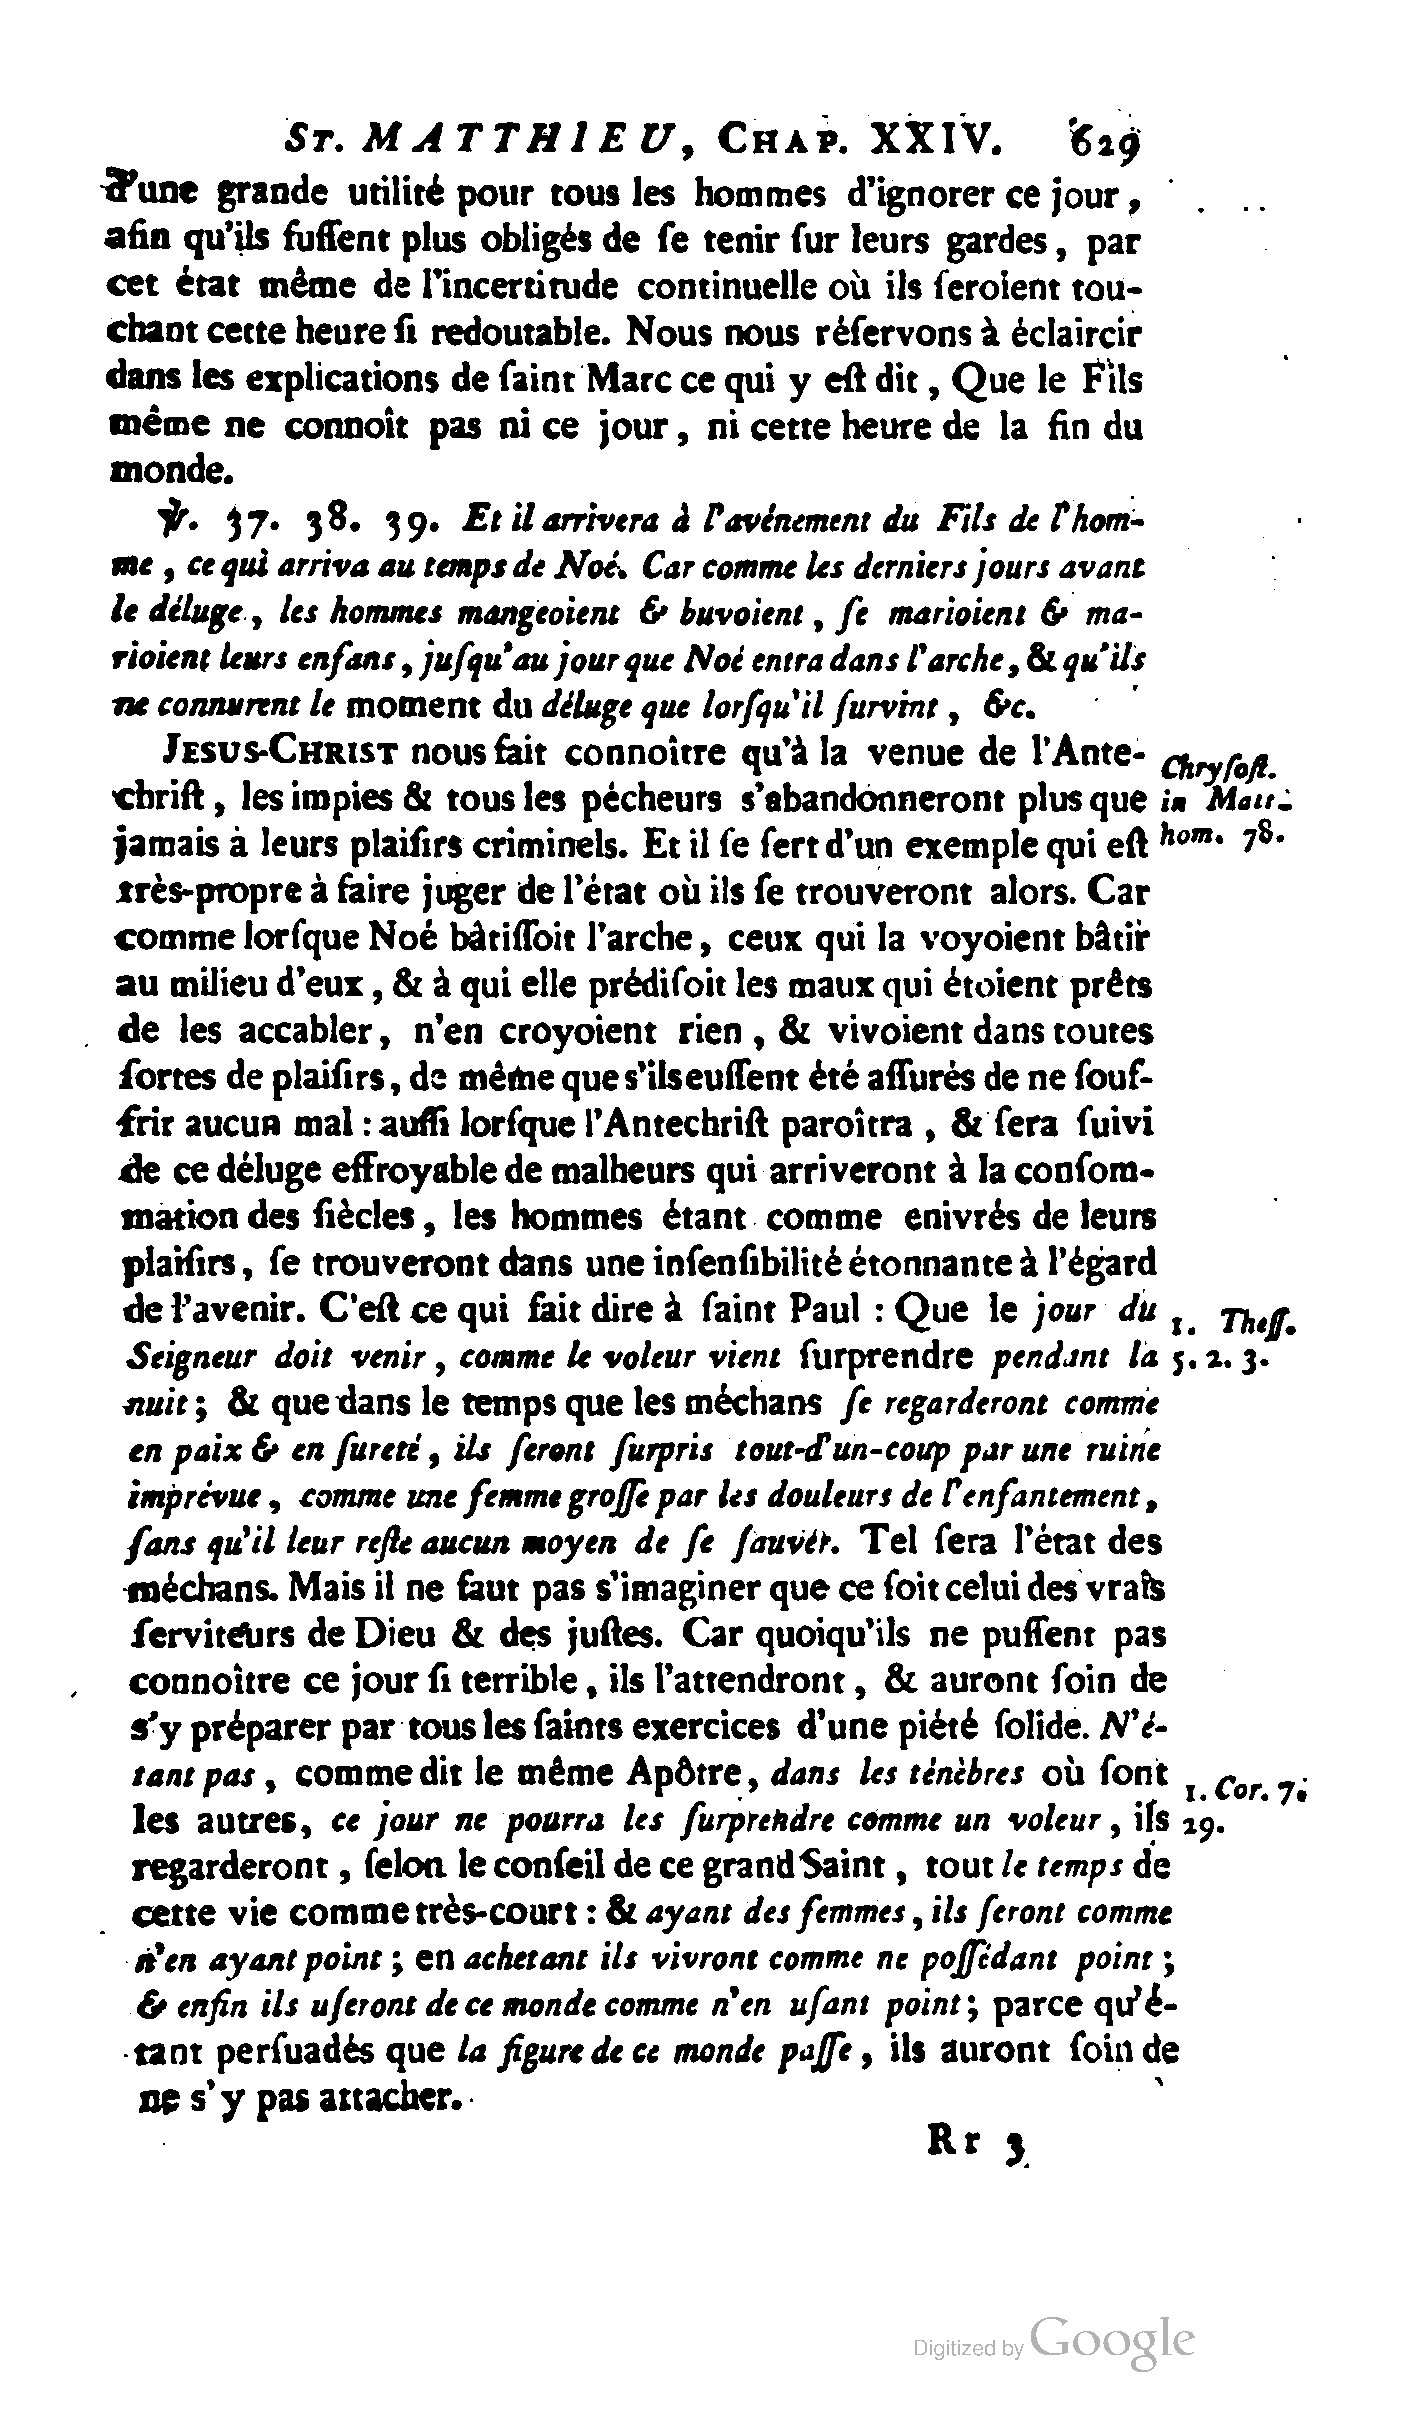 ST. MATTHIEU, CHAP. XXIV. 629
d'une grande utilité pour tous les hommes d'ignorer ce jour,
afin qu'ils fuſſent plus obligés de ſe tenir ſur leurs gardes, par
cet état même de l'incertitude continuelle où ils ſeroient tou-
chant cette heure ſi redoutable. Nous nous réſervons à éclaircir
dans les explications de ſaint Marc ce qui y eſt dit, Que le Fils
même ne connoît pas ni ce jour, ni cette heure de la fin du
monde.
℣. 37. 38. 39. Et il arrivera à l'avénement du Fils de l'hom-
me, ce qui arriva au temps de Noé. Car comme les derniers jours avant
le déluge, les hommes mangeoient & buvoient, ſe marioient & ma-
rioient leurs enfans, juſqu'au jour que Noé entra dans l'arche, & qu'ils
ne connurent le moment du déluge que lorſqu'il ſurvint, &c.
JESUS-CHRIST nous fait connoître qu'à la venue de l'Ante-
Chryſoſt.
chriſt, les impies & tous les pécheurs s'abandonneront plus que
in Matt.
jamais à leurs plaiſirs criminels. Et il ſe ſert d'un exemple qui eſt
hom. 78.
très-propre à faire juger de l'état où ils ſe trouveront alors. Car
comme lorſque Noé bâtiſſoit l'arche, ceux qui la voyoient bâtir
au milieu d'eux, & à qui elle prédiſoit les maux qui étoient prêts
de les accabler, n'en croyoient rien, & vivoient dans toutes
ſortes de plaiſirs, de même que s'ils euſſent été aſſurés de ne ſouf-
frir aucun mal : auſſi lorſque l'Antechriſt paroîtra, & ſera ſuivi
de ce déluge effroyable de malheurs qui arriveront à la conſom-
mation des ſiècles, les hommes étant comme enivrés de leurs
plaiſirs, ſe trouveront dans une inſenſibilité étonnante à l'égard
de l'avenir. C'eſt ce qui fait dire à ſaint Paul : Que le jour du
1. Theſſ.
Seigneur doit venir, comme le voleur vient ſurprendre pendant la
5. 2. 3.
nuit ; & que dans le temps que les méchans ſe regarderont comme
en paix & en ſureté, ils ſeront ſurpris tout-d'un-coup par une ruine
imprévue, comme une femme groſſe par les douleurs de l'enfantement,
ſans qu'il leur reſte aucun moyen de ſe ſauver. Tel ſera l'état des
méchans. Mais il ne faut pas s'imaginer que ce ſoit celui des vrais
ſerviteurs de Dieu & des juſtes. Car quoiqu'ils ne puſſent pas
connoître ce jour ſi terrible, ils l'attendront, & auront ſoin de
s'y préparer par tous les ſaints exercices d'une piété ſolide. N'é-
tant pas, comme dit le même Apôtre, dans les ténèbres où ſont
1. Cor. 7.
les autres, ce jour ne pourra les ſurprendre comme un voleur, ils
29.
regarderont, ſelon le conſeil de ce grand Saint, tout le temps de
cette vie comme très-court : & ayant des femmes, ils ſeront comme
n'en ayant point ; en achetant ils vivront comme ne poſſédant point ;
& enfin ils uſeront de ce monde comme n'en uſant point ; parce qu'é-
tant perſuadés que la figure de ce monde paſſe, ils auront ſoin de
ne s'y pas attacher.
Rr 3
Digitized by Google